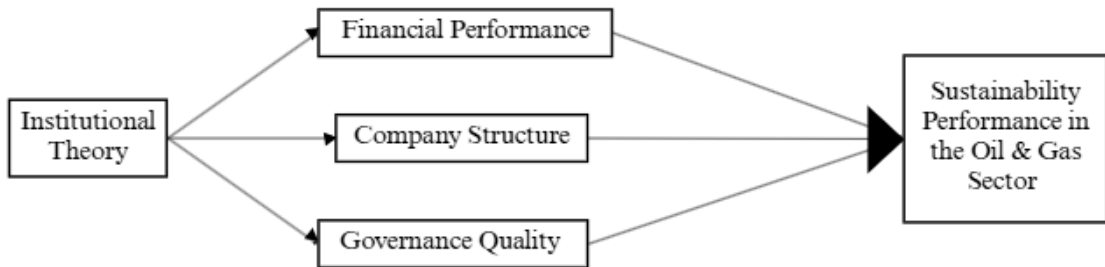 Financial Performance
Institutional
Theory
Company Structure
Governance Quality
Sustainability
Performance in
the Oil & Gas
Sector